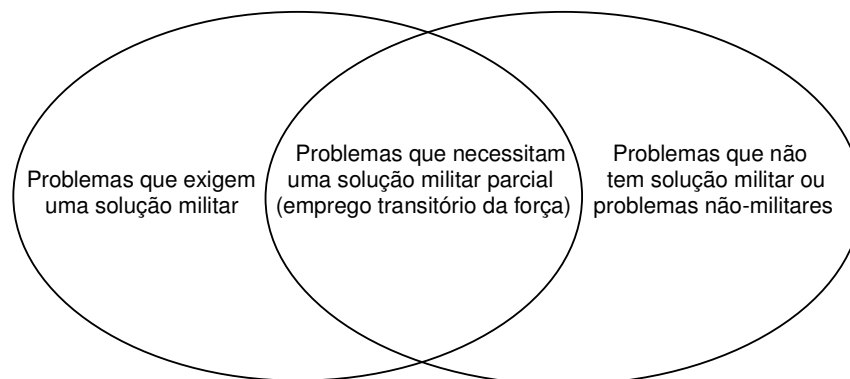 Problemas que exigem
uma solução militar
Problemas que necessitam
uma solução militar parcial
(emprego transitório da força)
Problemas que não
tem solução militar ou
problemas não-militares